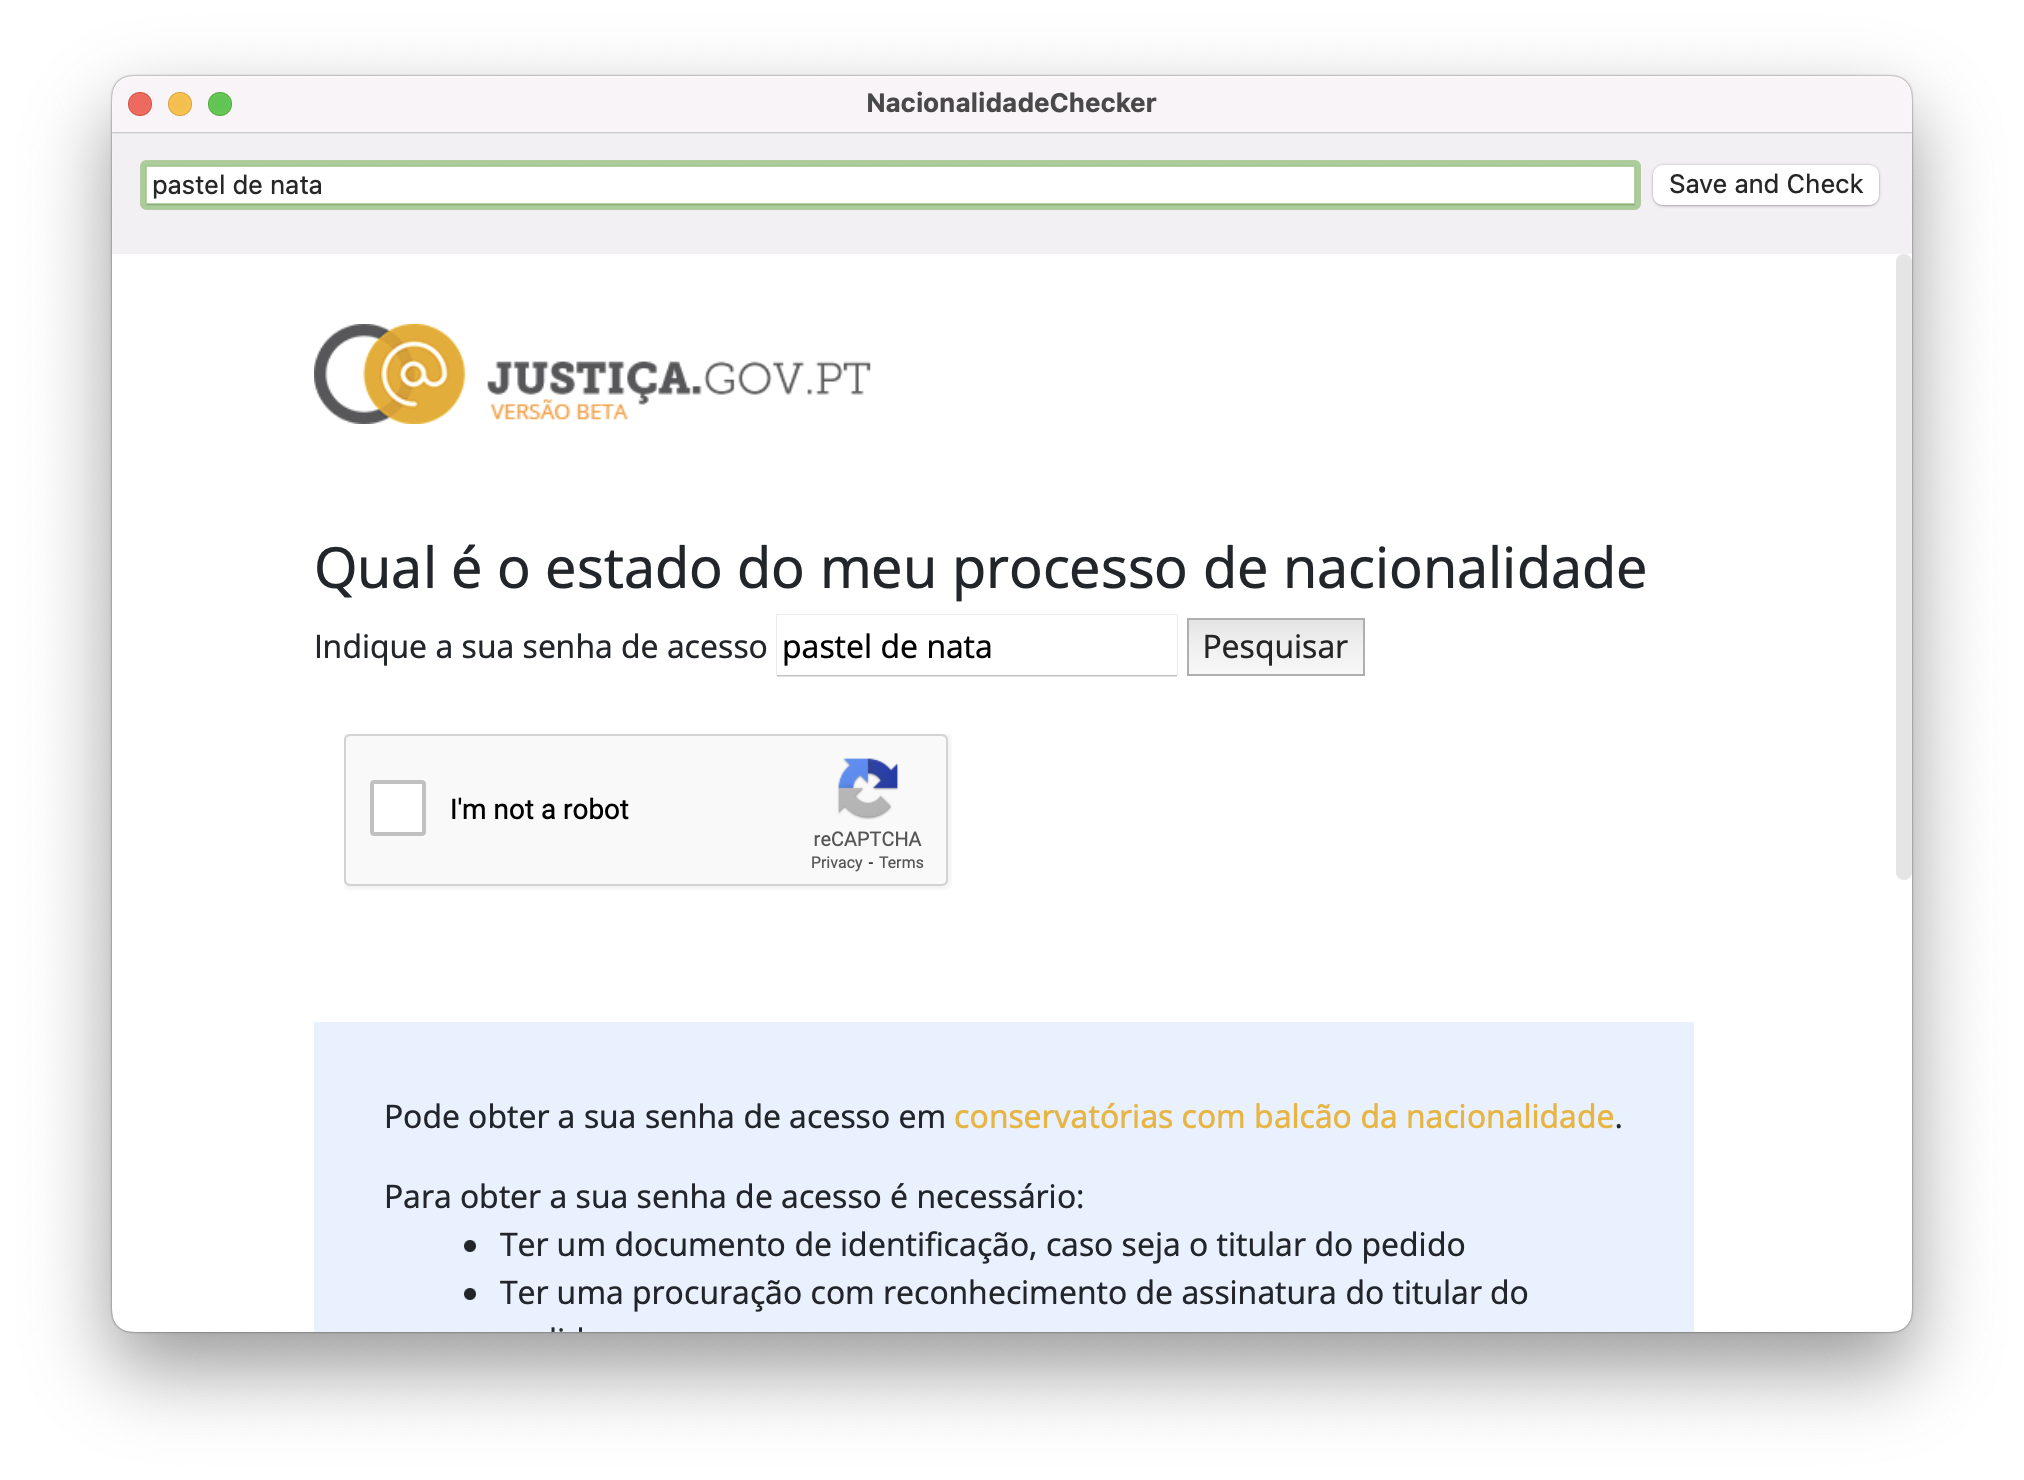 NacionalidadeChecker
pastel de nata
Save and Check
JUSTIÇA.GOV.PT
VERSÃO BETA
Qual é o estado do meu processo de nacionalidade
Indique a sua senha de acesso pastel de nata Pesquisar
I'm not a robot
reCAPTCHA
Privacy - Terms
Pode obter a sua senha de acesso em conservatórias com balcão da nacionalidade.
Para obter a sua senha de acesso é necessário:
• Ter um documento de identificação, caso seja o titular do pedido
• Ter uma procuração com reconhecimento de assinatura do titular do